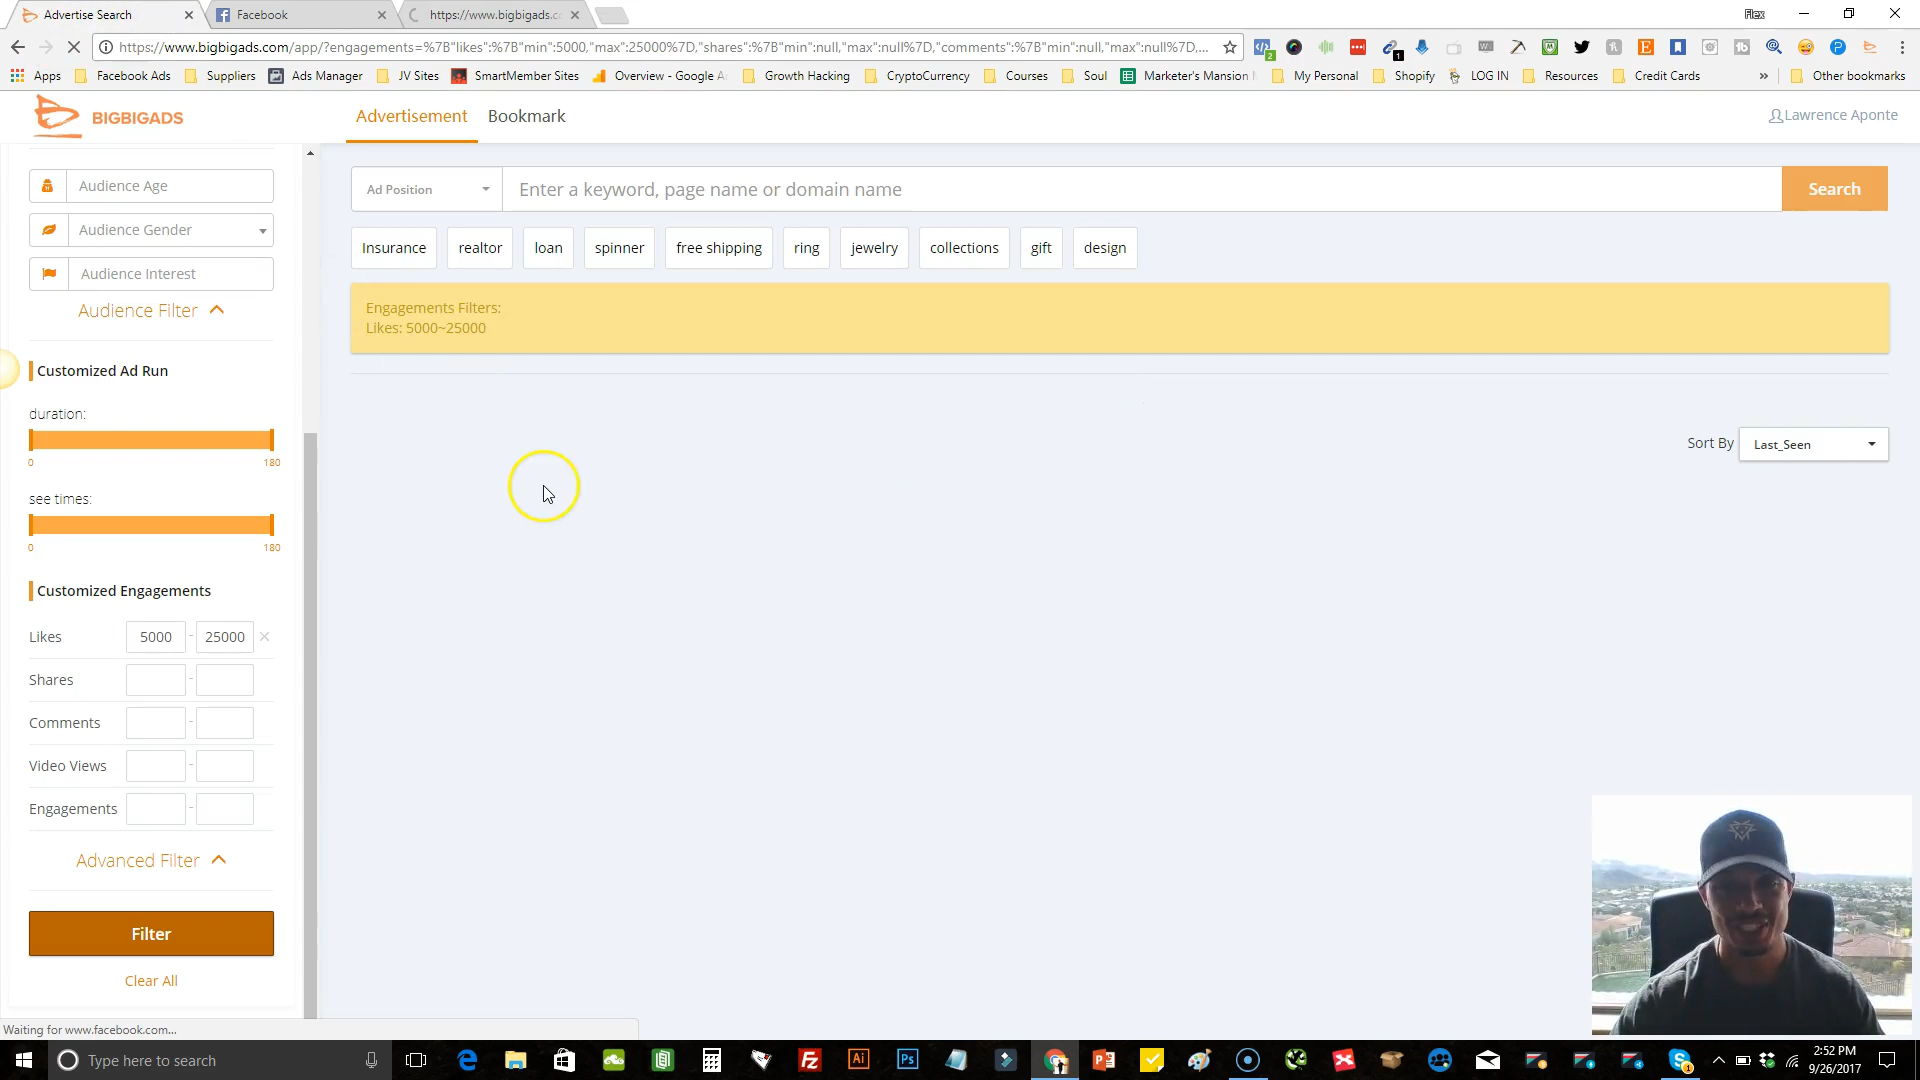 Advertise Search
Facebook
https://www.bigbigads.c
Flex
https://www.bigbigads.com/app/?engagements=%7B"likes":%7B"min":5000,"max":25000%7D,"shares":%7B"min":null,"max":null%7D,"comments":%7B"min":null,"max":null%7D,...
Apps
Facebook Ads
Suppliers
Ads Manager
JV Sites
SmartMember Sites
Overview - Google A
Growth Hacking
CryptoCurrency
Courses
Soul
Marketer's Mansion
My Personal
Shopify
LOG IN
Resources
Credit Cards
»
Other bookmarks
BIGBIGADS
Advertisement
Bookmark
Lawrence Aponte
Audience Age
Audience Gender
Audience Interest
Audience Filter
Customized Ad Run
duration:
0 180
see times:
0 180
Customized Engagements
Likes 5000 - 25000 ×
Shares -
Comments -
Video Views -
Engagements -
Advanced Filter
Filter
Clear All
Ad Position
Enter a keyword, page name or domain name
Search
Insurance
realtor
loan
spinner
free shipping
ring
jewelry
collections
gift
design
Engagements Filters:
Likes: 5000~25000
Sort By Last_Seen
Waiting for www.facebook.com...
Type here to search
2:52 PM
9/26/2017